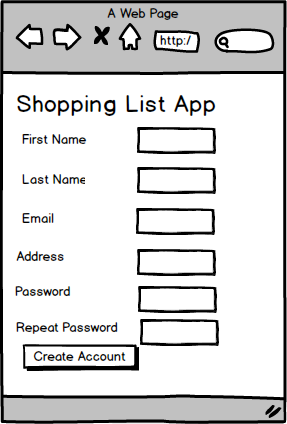 A Web Page
http:/
Shopping List App
First Name
Last Name
Email
Address
Password
Repeat Password
Create Account